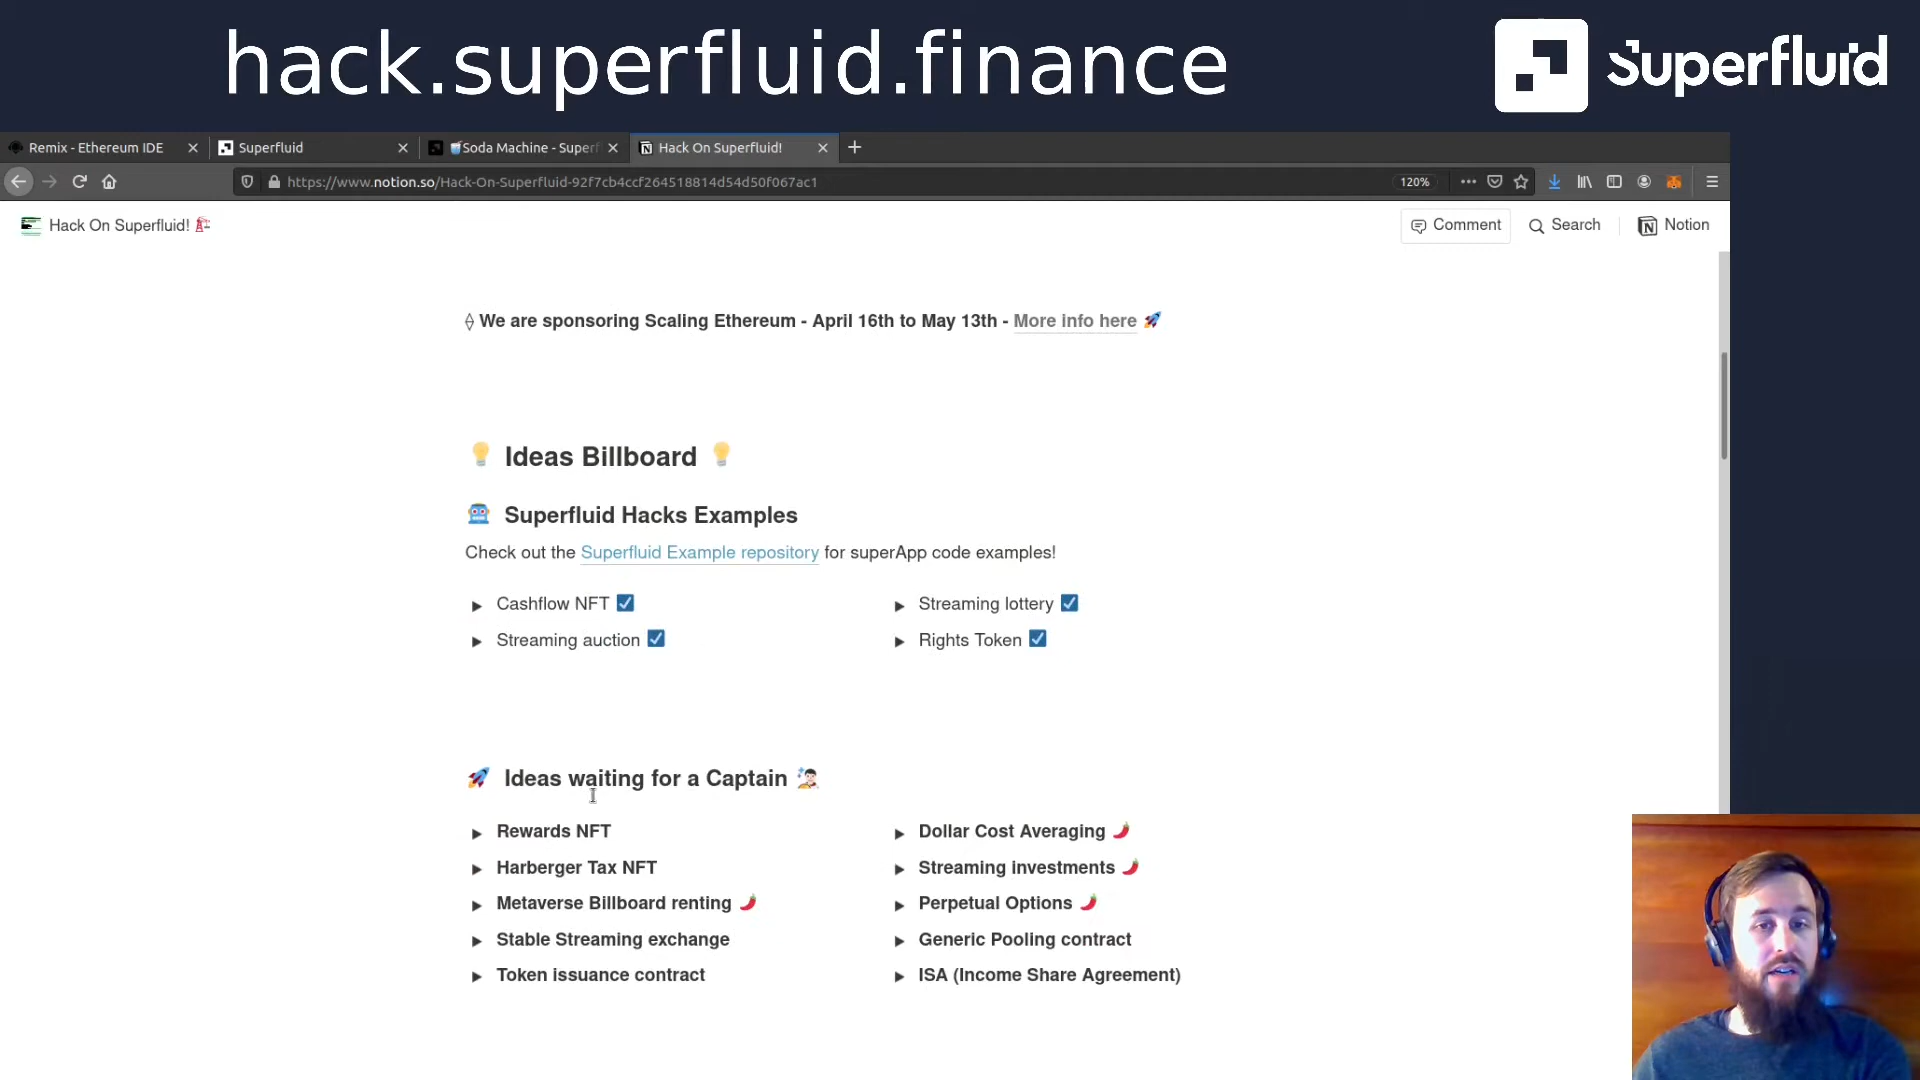 hack.superfluid.finance
Superfluid
Remix - Ethereum IDE
Superfluid
Soda Machine - Superf
Hack On Superfluid!
https://www.notion.so/Hack-On-Superfluid-92f7cb4ccf264518814d54d50f067ac1
120%
Hack On Superfluid!
Comment
Search
Notion
We are sponsoring Scaling Ethereum - April 16th to May 13th - More info here
Ideas Billboard
Superfluid Hacks Examples
Check out the Superfluid Example repository for superApp code examples!
Cashflow NFT
Streaming lottery
Streaming auction
Rights Token
Ideas waiting for a Captain
Rewards NFT
Dollar Cost Averaging
Harberger Tax NFT
Streaming investments
Metaverse Billboard renting
Perpetual Options
Stable Streaming exchange
Generic Pooling contract
Token issuance contract
ISA (Income Share Agreement)